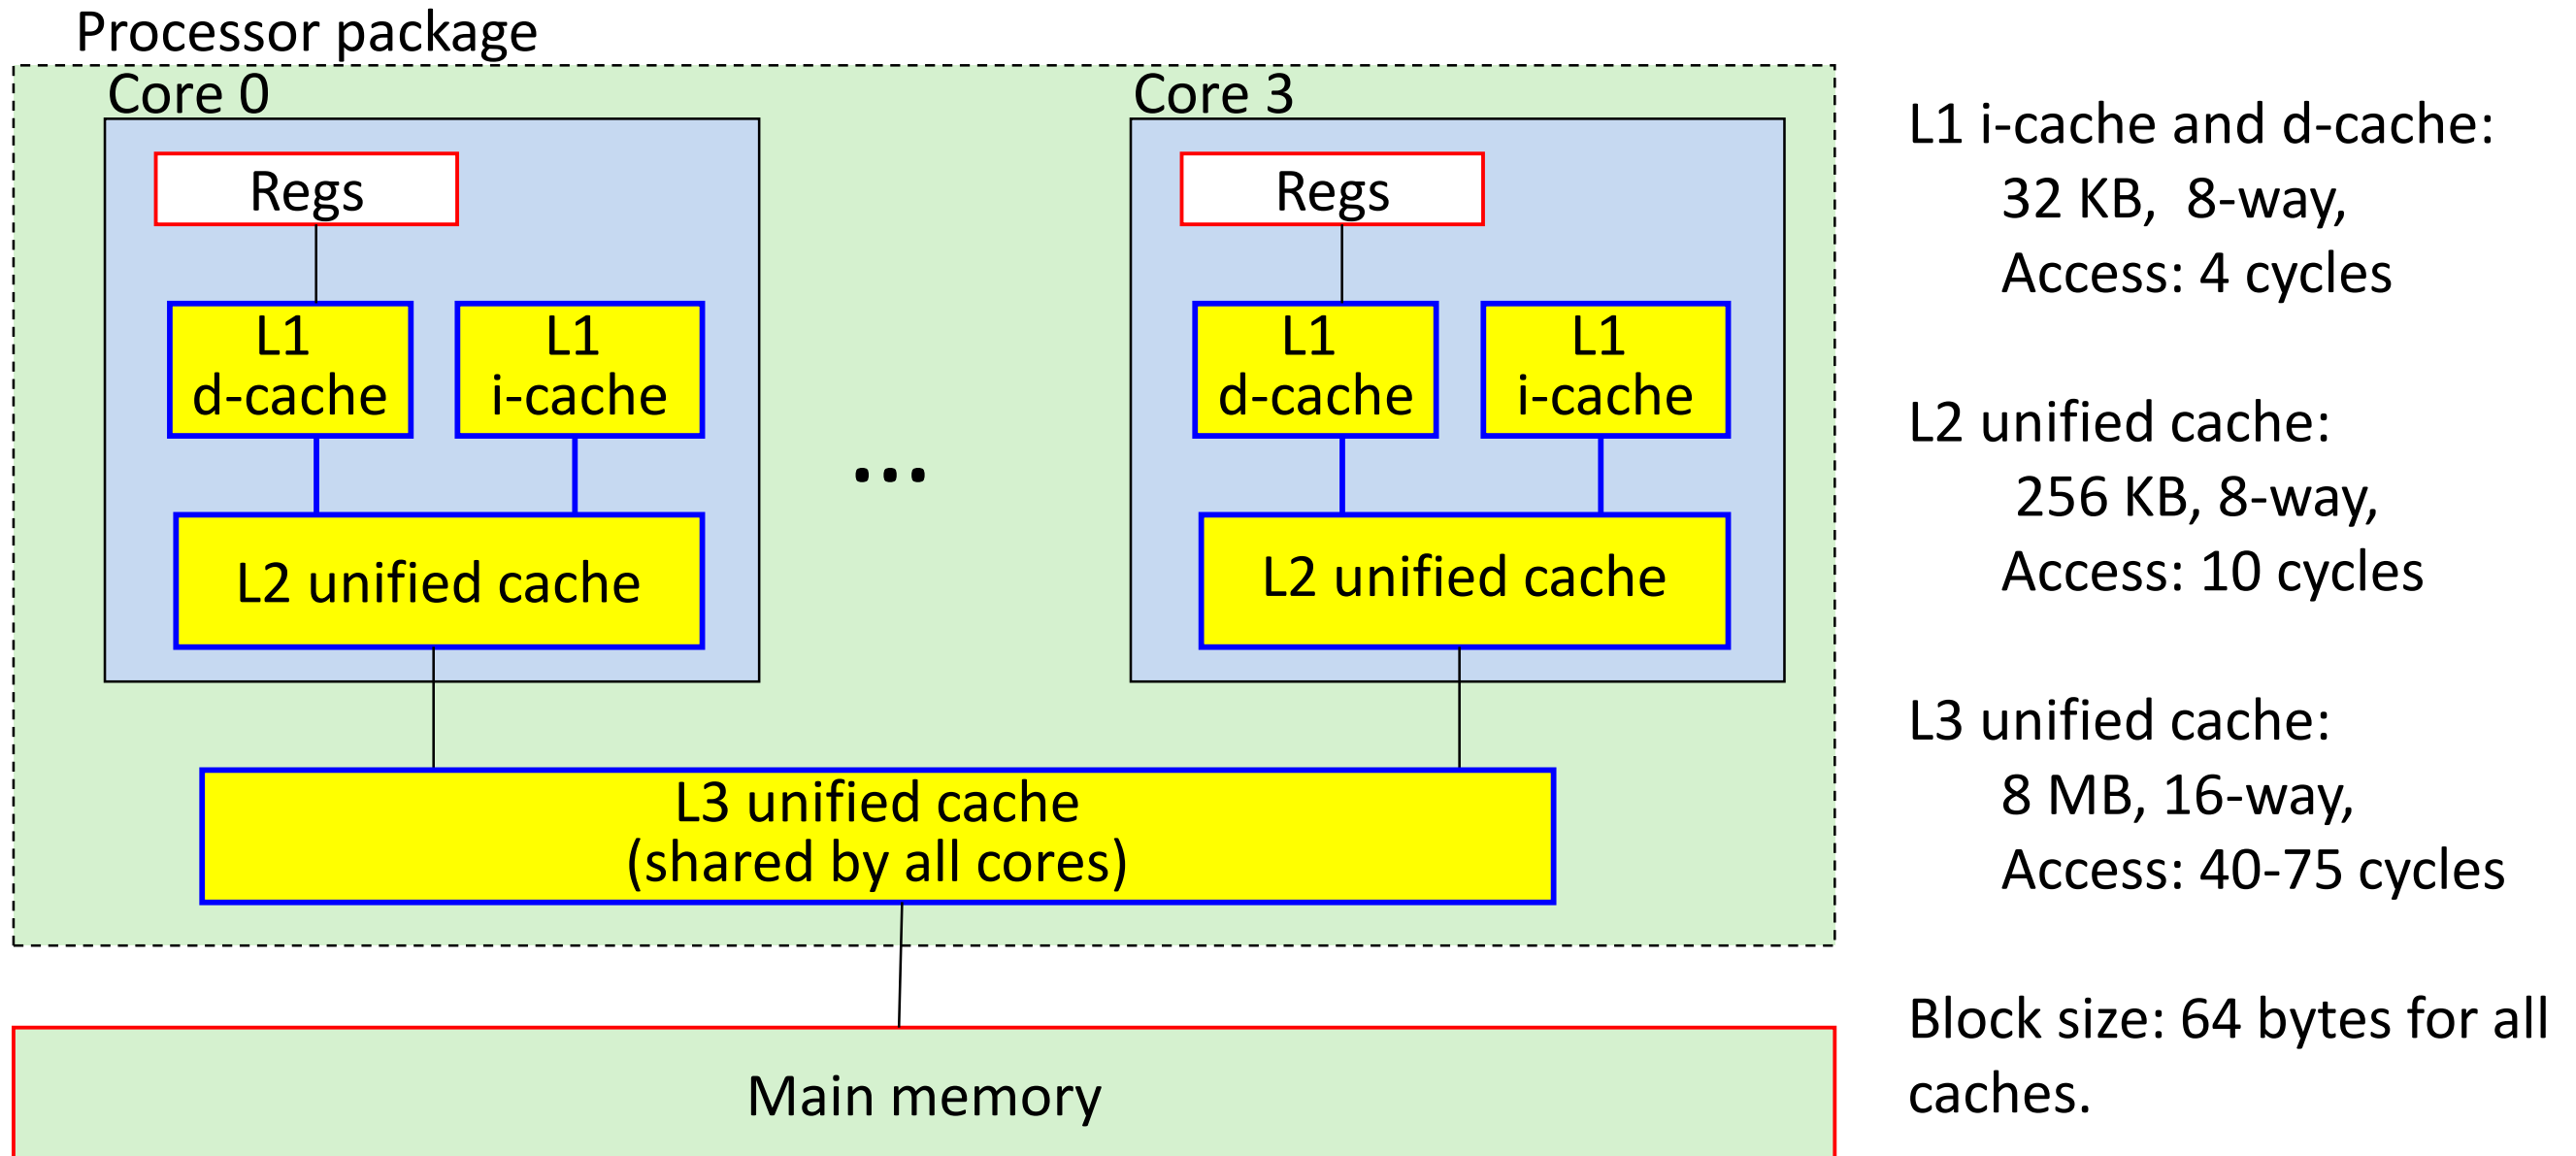 Processor package
Core 0
Regs
L1
d-cache
L1
i-cache
L2 unified cache
...
Core 3
Regs
L1
d-cache
L1
i-cache
L2 unified cache
L3 unified cache
(shared by all cores)
Main memory
L1 i-cache and d-cache:
32 KB, 8-way,
Access: 4 cycles
L2 unified cache:
256 KB, 8-way,
Access: 10 cycles
L3 unified cache:
8 MB, 16-way,
Access: 40-75 cycles
Block size: 64 bytes for all
caches.